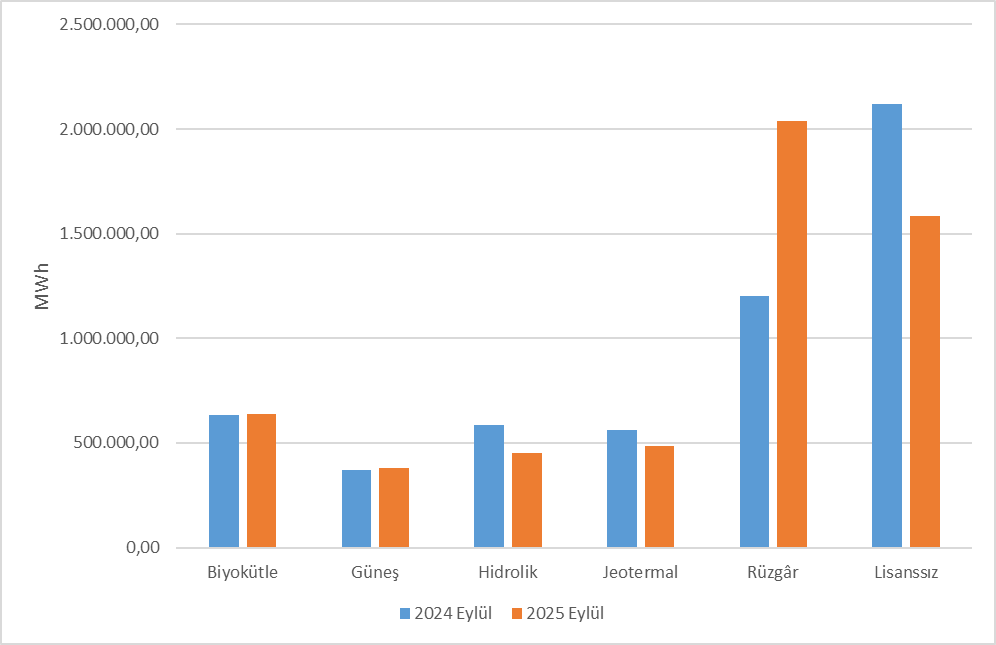 2.500.000,00
2.000.000,00
1.500.000,00
1.000.000,00
500.000,00
0,00
MWh
Biyokütle Güneş Hidrolik Jeotermal Rüzgâr Lisanssız
2024 Eylül 2025 Eylül